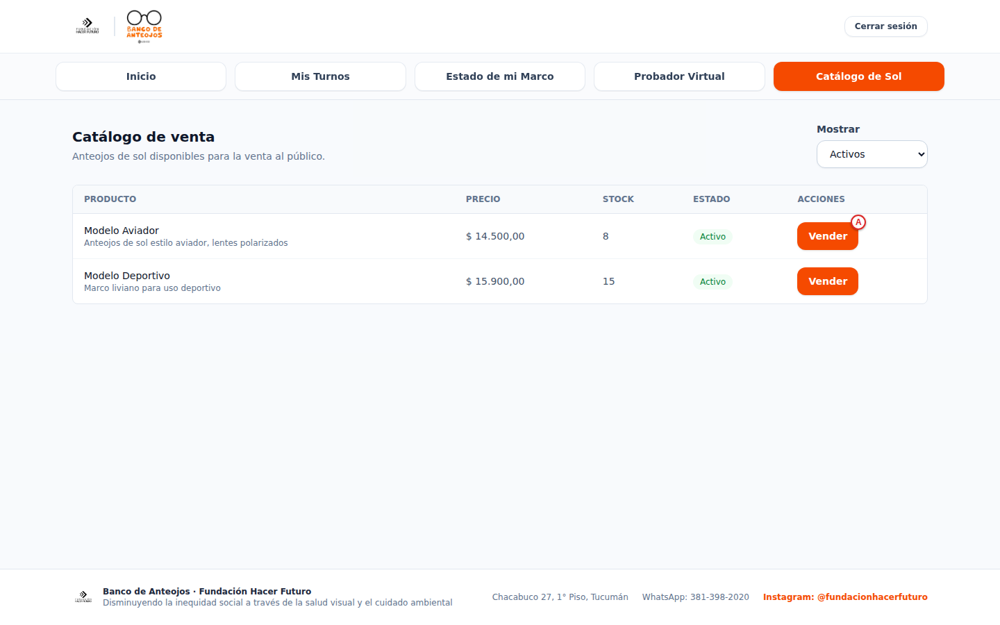 FUNDACIÓN
HACER FUTURO
BANCO DE
ANTEOJOS
Cerrar sesión
Inicio
Mis Turnos
Estado de mi Marco
Probador Virtual
Catálogo de Sol
Catálogo de venta
Anteojos de sol disponibles para la venta al público.
Mostrar
Activos
PRODUCTO PRECIO STOCK ESTADO ACCIONES
Modelo Aviador
Anteojos de sol estilo aviador, lentes polarizados
$ 14.500,00 8 Activo Vender A
Modelo Deportivo
Marco liviano para uso deportivo
$ 15.900,00 15 Activo Vender
FUNDACIÓN
HACER FUTURO
Banco de Anteojos · Fundación Hacer Futuro
Disminuyendo la inequidad social a través de la salud visual y el cuidado ambiental
Chacabuco 27, 1° Piso, Tucumán
WhatsApp: 381-398-2020
Instagram: @fundacionhacerfuturo